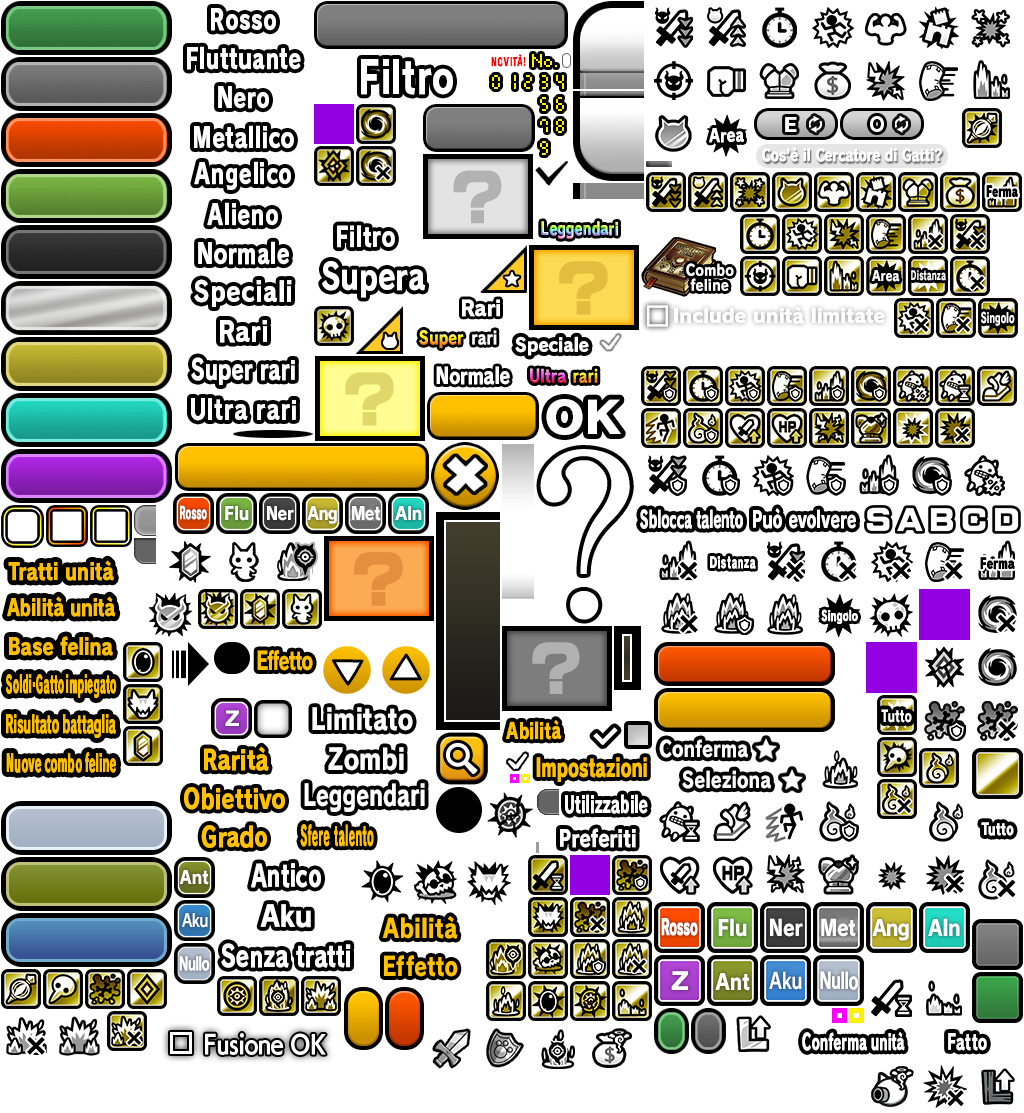 Rosso
Fluttuante
Nero
Metallico
Angelico
Alieno
Normale
Speciali
Rari
Super rari
Ultra rari
Filtro
NOVITÀ! No.
0 1 2 3 4
5 6
7 8
9
?
Leggendari
Filtro
Supera
Rari
Super rari
Speciale
Normale
Ultra rari
?
?
OK
?
Rosso Flu Ner Ang Met Aln
?
?
Tratti unità
Abilità unità
Base felina
Soldi-Gatto impiegato
Risultato battaglia
Nuove combo feline
Effetto
Z
Limitato
Rarità
Zombi
Obiettivo
Leggendari
Grado
Sfere talento
Abilità
Impostazioni
Utilizzabile
Preferiti
Ant
Aku
Nullo
Antico
Aku
Senza tratti
Abilità
Effetto
Fusione OK
$
Area
E
O
Cos'è il Cercatore di Gatti?
$
Ferma
Combo
feline
Area
Distanza
Include unità limitate
Singolo
%
HP
%
Sblocca talento
Può evolvere
S A B C D
Distanza
Ferma
Singolo
Tutto
Conferma
Seleziona
Tutto
HP
Rosso Flu Ner Met Ang Aln
Z Ant Aku Nullo
Conferma unità
Fatto
$